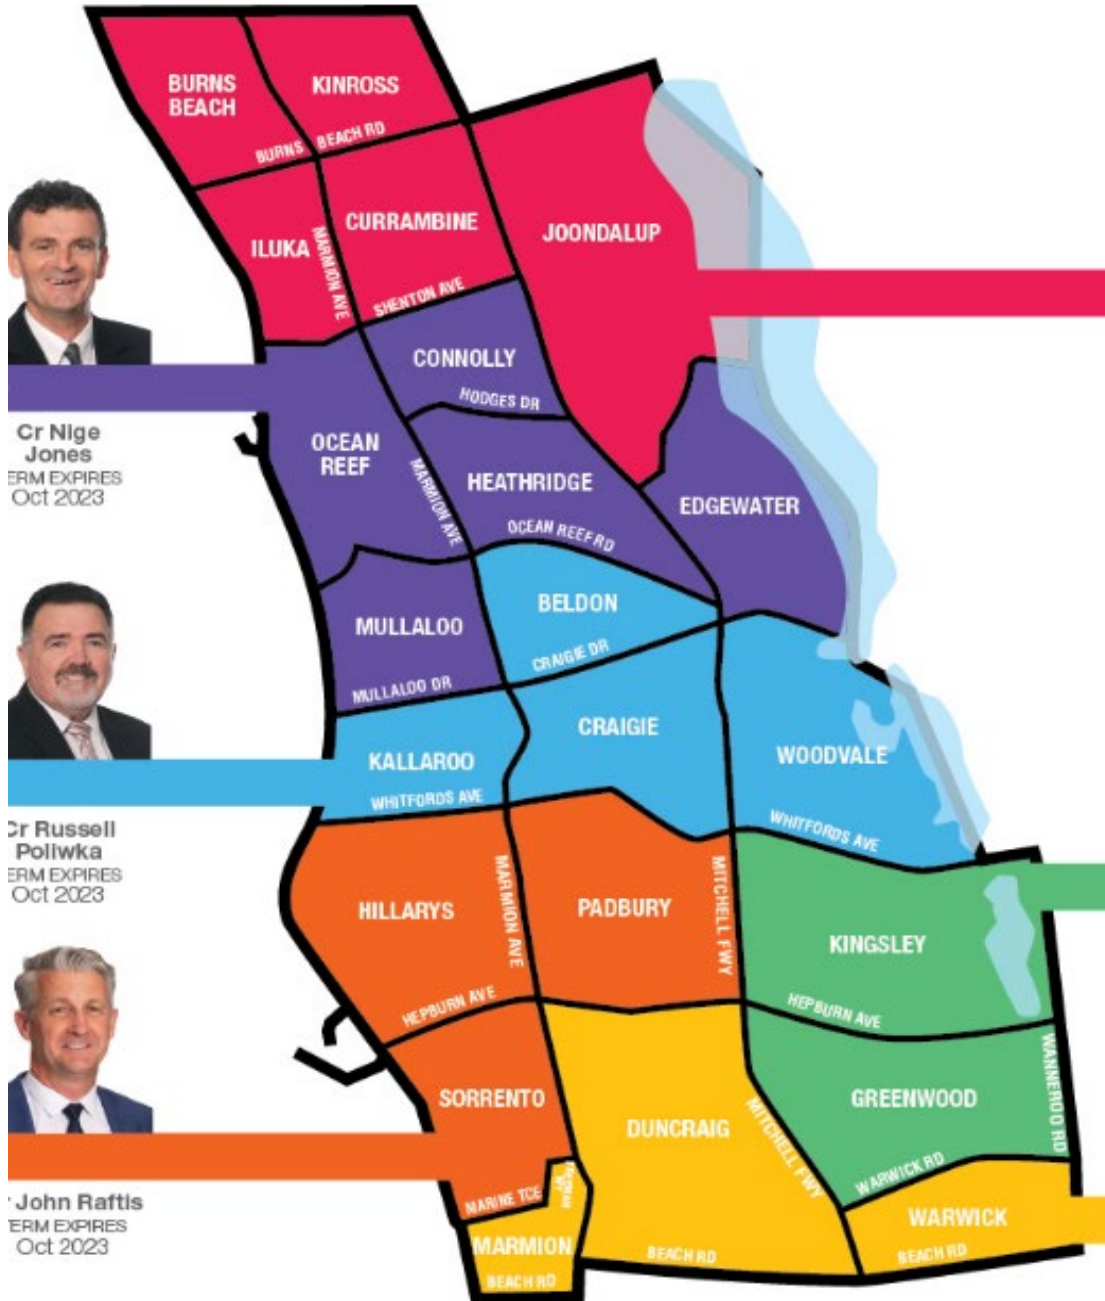 BURNS
BEACH
KINROSS
BURNS BEACH RD
ILUKA
CURRAMBINE
JOONDALUP
MARMION AVE
SHENTON AVE
CONNOLLY
HODGES DR
Cr Nige
Jones
ERM EXPIRES
Oct 2023
OCEAN
REEF
MARMION AVE
HEATHRIDGE
EDGEWATER
OCEAN REEF RD
BELDON
MULLALOO
CRAIGIE DR
MULLALOO DR
CRAIGIE
KALLAROO
WOODVALE
WHITFORDS AVE
WHITFORDS AVE
Cr Russell
Poliwka
ERM EXPIRES
Oct 2023
HILLARYS
MARMION AVE
PADBURY
MITCHELL FWY
KINGSLEY
HEPBURN AVE
HEPBURN AVE
SORRENTO
DUNCRAIG
MITCHELL FWY
GREENWOOD
WANNEROO RD
WARWICK RD
r John Raftis
TERM EXPIRES
Oct 2023
MARINE TCE
MARMION
BEACH RD
BEACH RD
WARWICK
BEACH RD